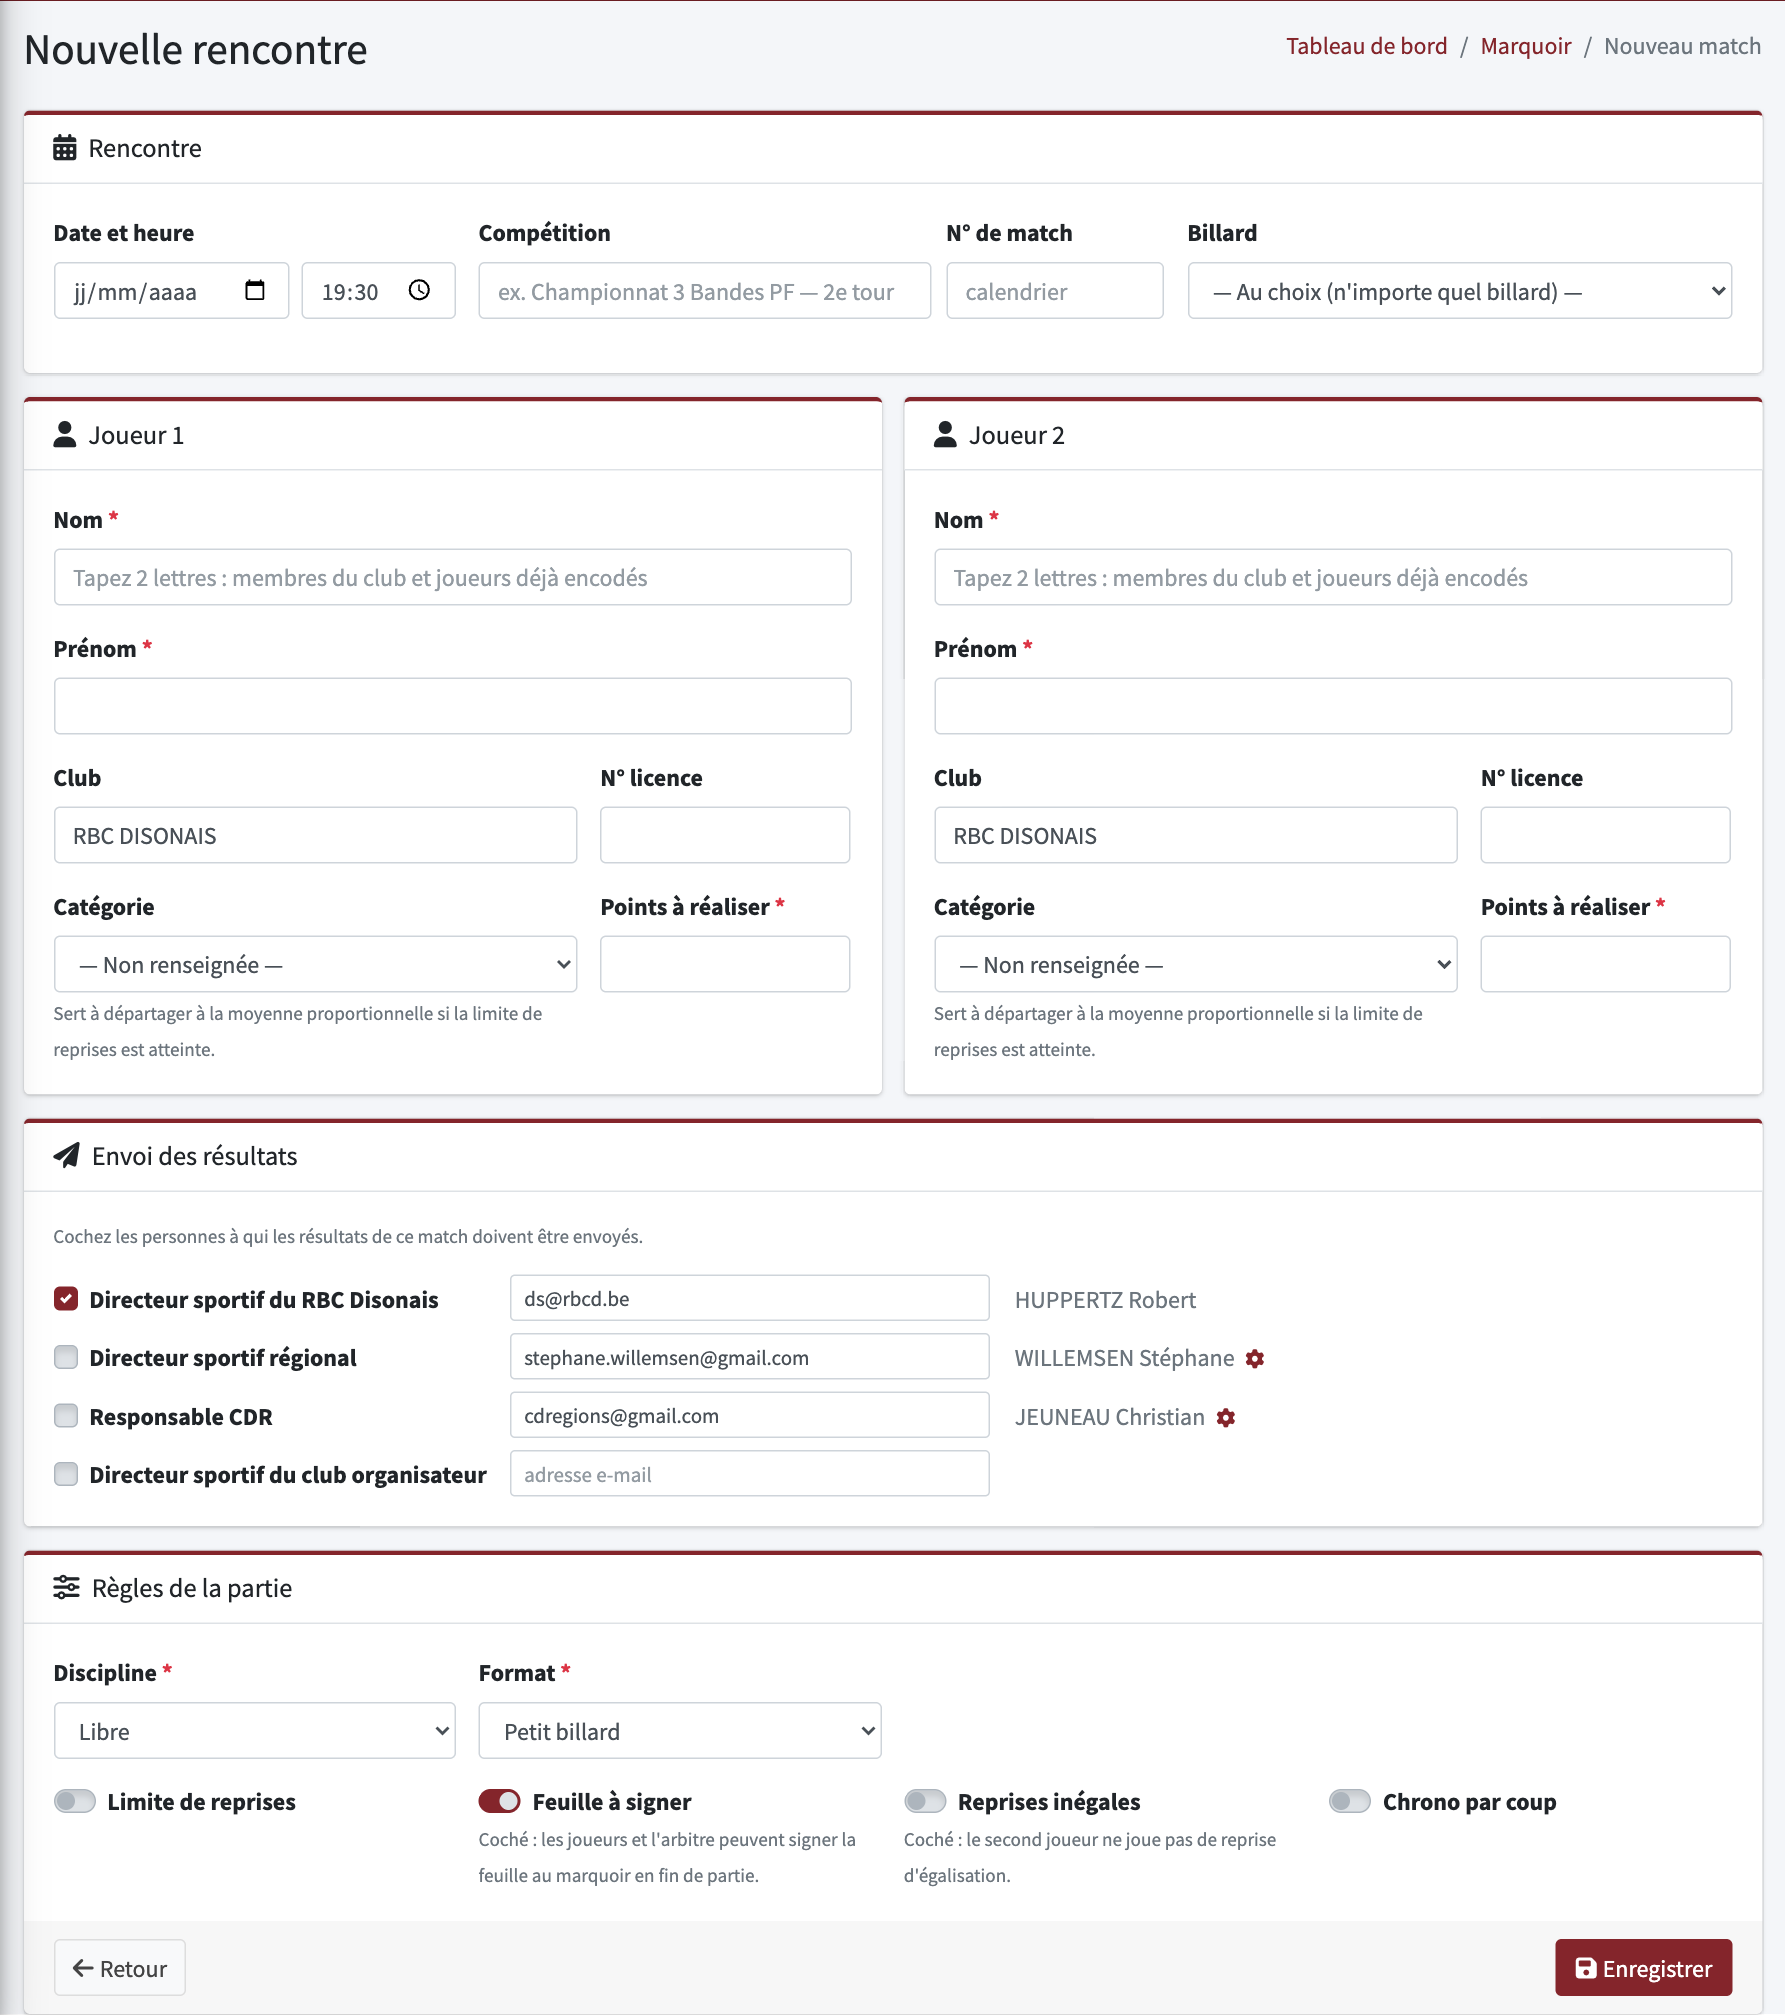 Nouvelle rencontre
Tableau de bord / Marquoir / Nouveau match
Rencontre
Date et heure
Compétition
N° de match
Billard
jj/mm/aaaa
19:30
ex. Championnat 3 Bandes PF — 2e tour
calendrier
— Au choix (n'importe quel billard) —
Joueur 1
Nom *
Tapez 2 lettres : membres du club et joueurs déjà encodés
Prénom *
Club
N° licence
RBC DISONAIS
Catégorie
Points à réaliser *
— Non renseignée —
Sert à départager à la moyenne proportionnelle si la limite de
reprises est atteinte.
Joueur 2
Nom *
Tapez 2 lettres : membres du club et joueurs déjà encodés
Prénom *
Club
N° licence
RBC DISONAIS
Catégorie
Points à réaliser *
— Non renseignée —
Sert à départager à la moyenne proportionnelle si la limite de
reprises est atteinte.
Envoi des résultats
Cochez les personnes à qui les résultats de ce match doivent être envoyés.
Directeur sportif du RBC Disonais
ds@rbcd.be
HUPPERTZ Robert
Directeur sportif régional
stephane.willemsen@gmail.com
WILLEMSEN Stéphane
Responsable CDR
cdregions@gmail.com
JEUNEAU Christian
Directeur sportif du club organisateur
adresse e-mail
Règles de la partie
Discipline *
Format *
Libre
Petit billard
Limite de reprises
Feuille à signer
Coché : les joueurs et l'arbitre peuvent signer la
feuille au marquoir en fin de partie.
Reprises inégales
Coché : le second joueur ne joue pas de reprise
d'égalisation.
Chrono par coup
Retour
Enregistrer